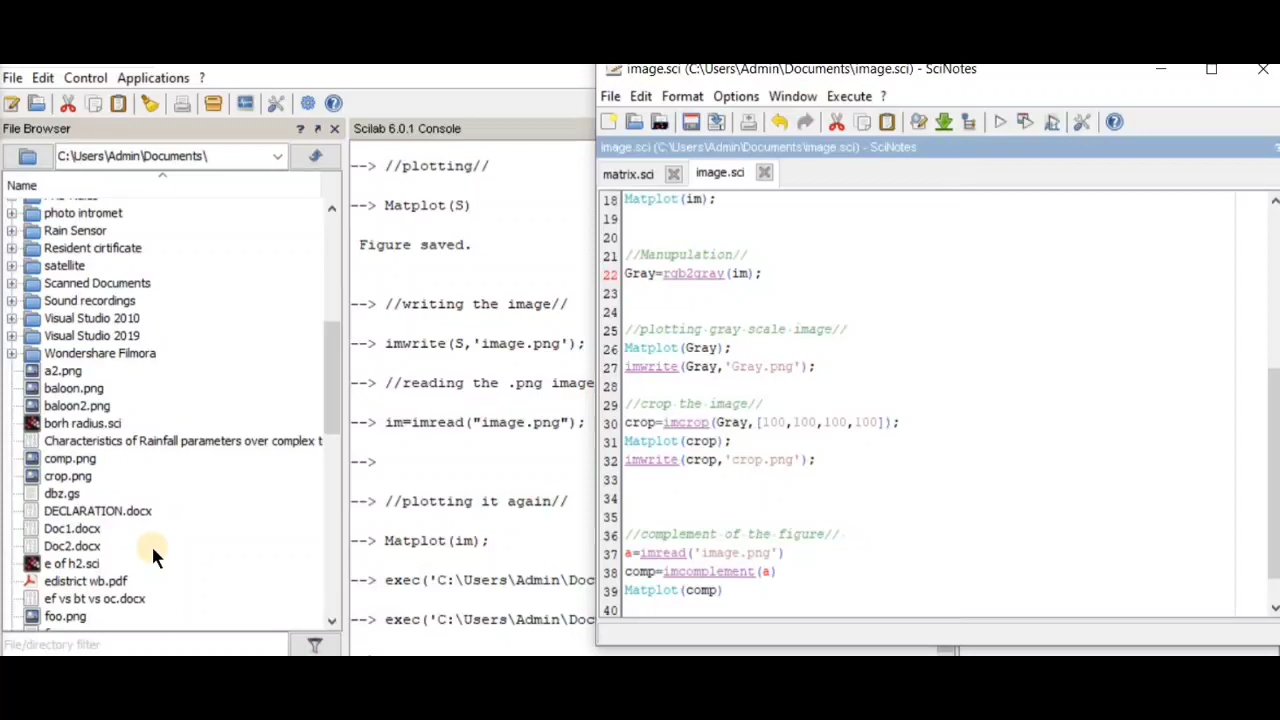 File Edit Control Applications ?
File Browser ? ↗ ×
C:\Users\Admin\Documents\
Name
photo intromet
Rain Sensor
Resident cirtificate
satellite
Scanned Documents
Sound recordings
Visual Studio 2010
Visual Studio 2019
Wondershare Filmora
a2.png
baloon.png
baloon2.png
borh radius.sci
Characteristics of Rainfall parameters over complex t
comp.png
crop.png
dbz.gs
DECLARATION.docx
Doc1.docx
Doc2.docx
e of h2.sci
edistrict wb.pdf
ef vs bt vs oc.docx
foo.png
File/directory filter
Scilab 6.0.1 Console
--> //plotting//
--> Matplot(S)
Figure saved.
--> //writing the image//
--> imwrite(S,'image.png');
--> //reading the .png image
--> im=imread("image.png");
-->
--> //plotting it again//
--> Matplot(im);
--> exec('C:\Users\Admin\Doc
--> exec('C:\Users\Admin\Doc
image.sci (C:\Users\Admin\Documents\image.sci) - SciNotes
File Edit Format Options Window Execute ?
image.sci (C:\Users\Admin\Documents\image.sci) - SciNotes
matrix.sci image.sci
18 Matplot(im);
19
20
21 //Manupulation//
22 Gray=rgb2gray(im);
23
24
25 //plotting gray scale image//
26 Matplot(Gray);
27 imwrite(Gray,'Gray.png');
28
29 //crop the image//
30 crop=imcrop(Gray,[100,100,100,100]);
31 Matplot(crop);
32 imwrite(crop,'crop.png');
33
34
35
36 //complement of the figure//
37 a=imread('image.png')
38 comp=imcomplement(a)
39 Matplot(comp)
40